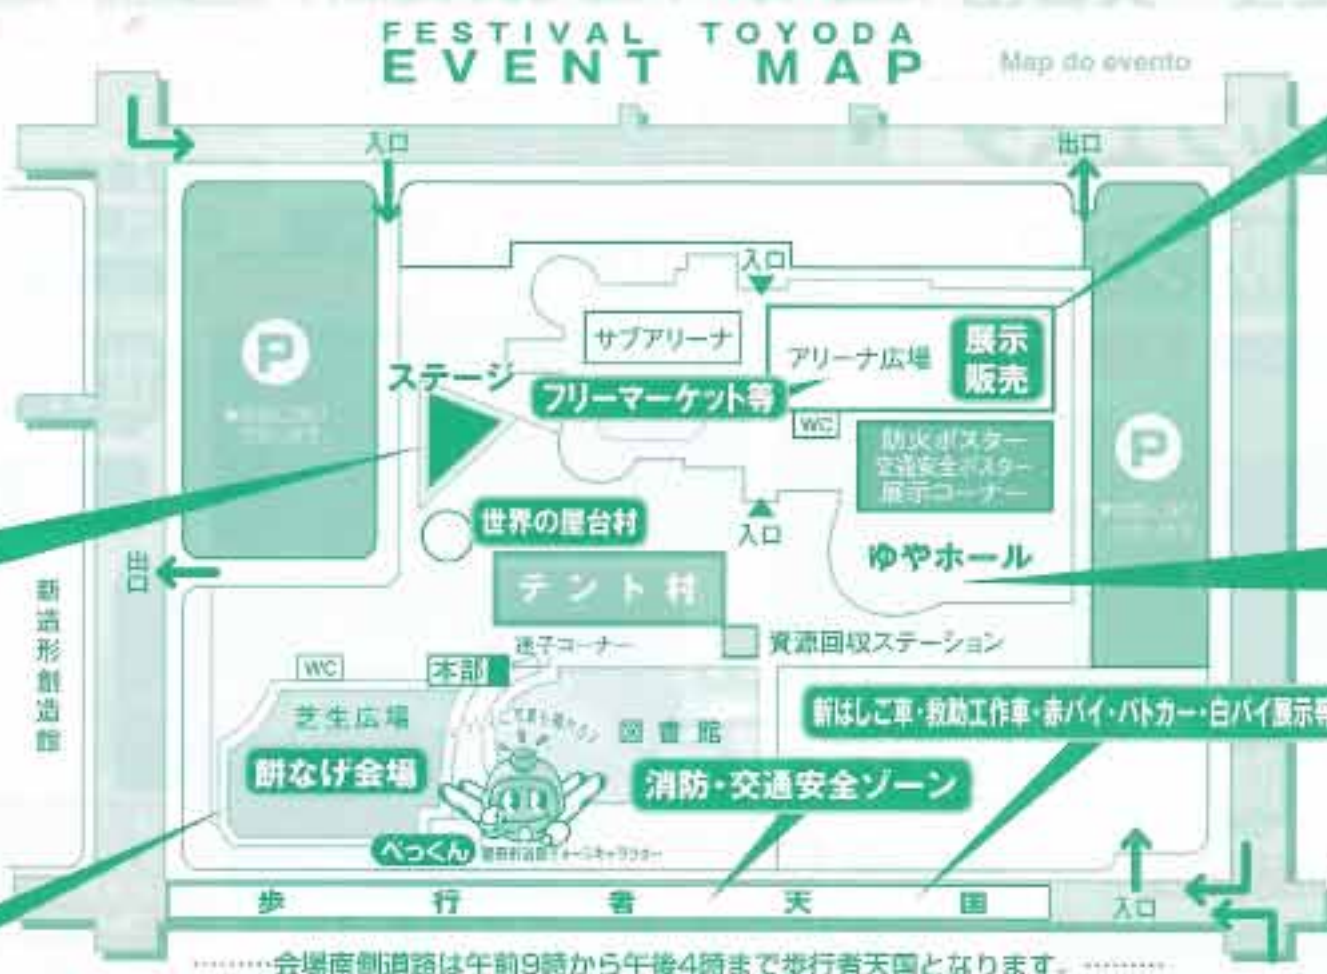 FESTIVAL TOYODA
EVENT MAP
Map do evento
入口
出口
入口
サブアリーナ
アリーナ広場
展示
販売
P
ステージ
フリーマーケット等
WC
防火ポスター
交通安全ポスター
展示コーナー
P
世界の屋台村
入口
ゆやホール
出口
テント村
新造形創造館
迷子コーナー
資源回収ステーション
WC
本部
芝生広場
図書館
新はしご車・救助工作車・赤バイ・パトカー・白バイ展示等
餅なげ会場
消防・交通安全ゾーン
べっくん
歩行者天国
入口
会場南側道路は午前9時から午後4時まで歩行者天国となります。